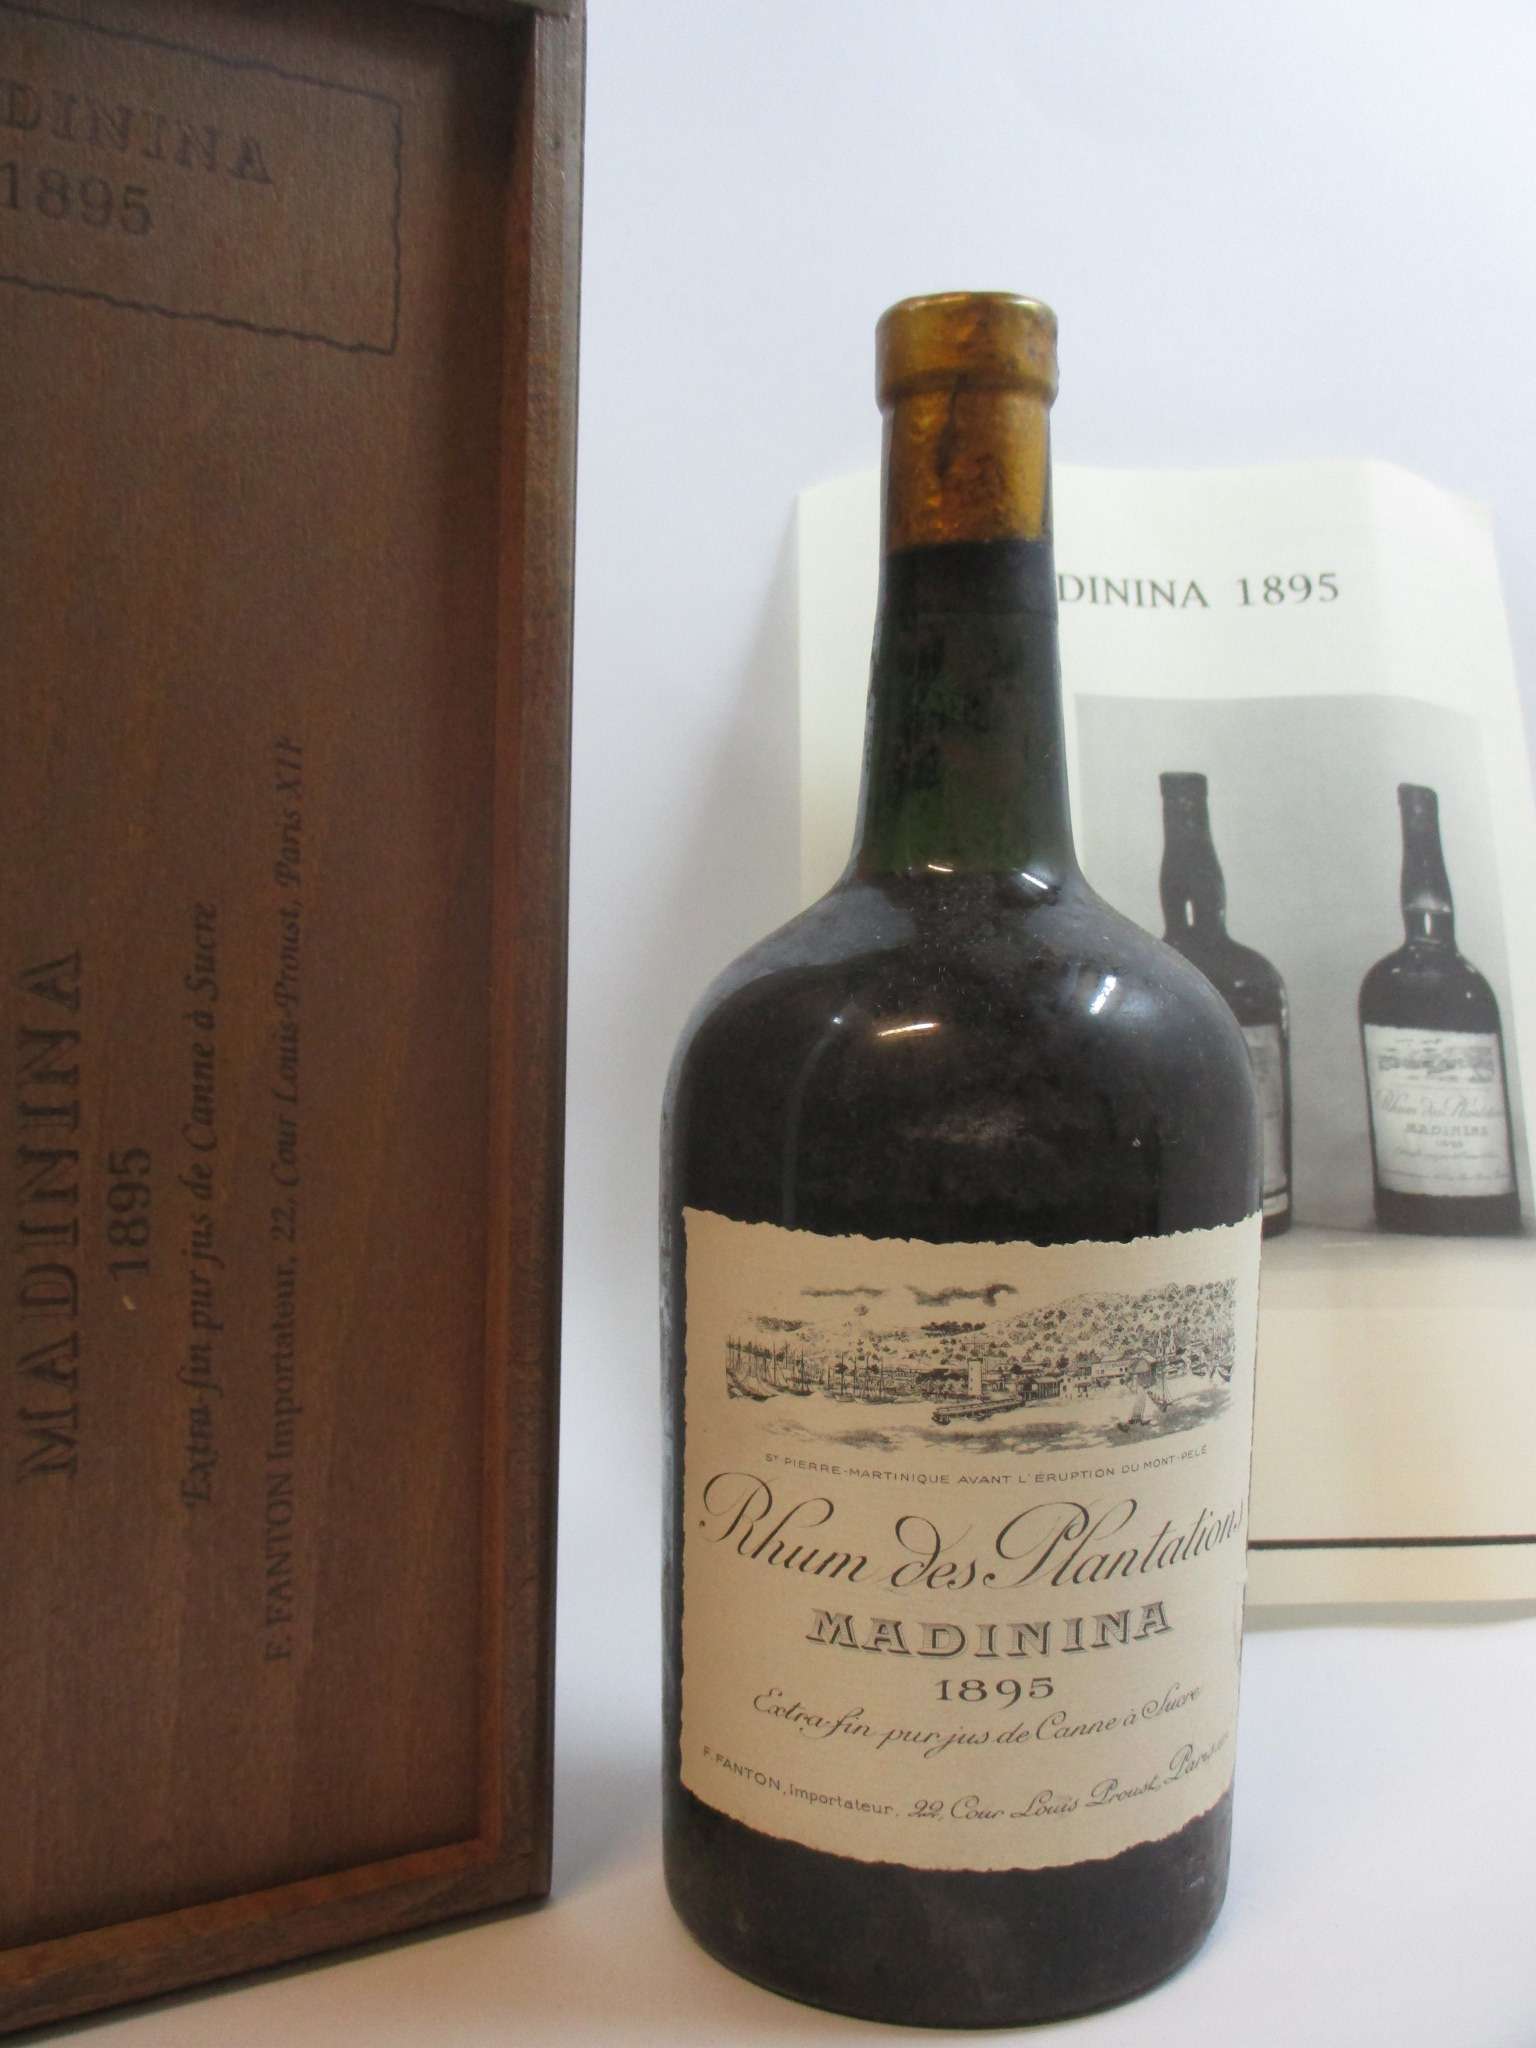 DININA
1895
MADININA
1895
Extra-fin pur jus de Canne à Sucre
F. FANTON Importateur, 22, Cour Louis-Proust, Paris XIIe
DININA 1895
Rhum des Plantations
MADININA
1895
ST PIERRE-MARTINIQUE AVANT L'ÉRUPTION DU MONT-PELÉ
Rhum des Plantations
MADININA
1895
Extra-fin pur jus de Canne à Sucre
F. FANTON, Importateur, 22, Cour Louis Proust, Paris